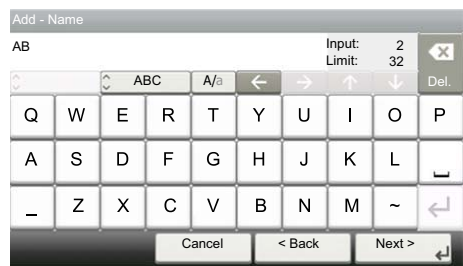 Add - Name
AB
Input: 2
Limit: 32
ABC A/a ← → ↑ ↓ Del.
Q W E R T Y U I O P
A S D F G H J K L
_ Z X C V B N M ~
Cancel < Back Next >